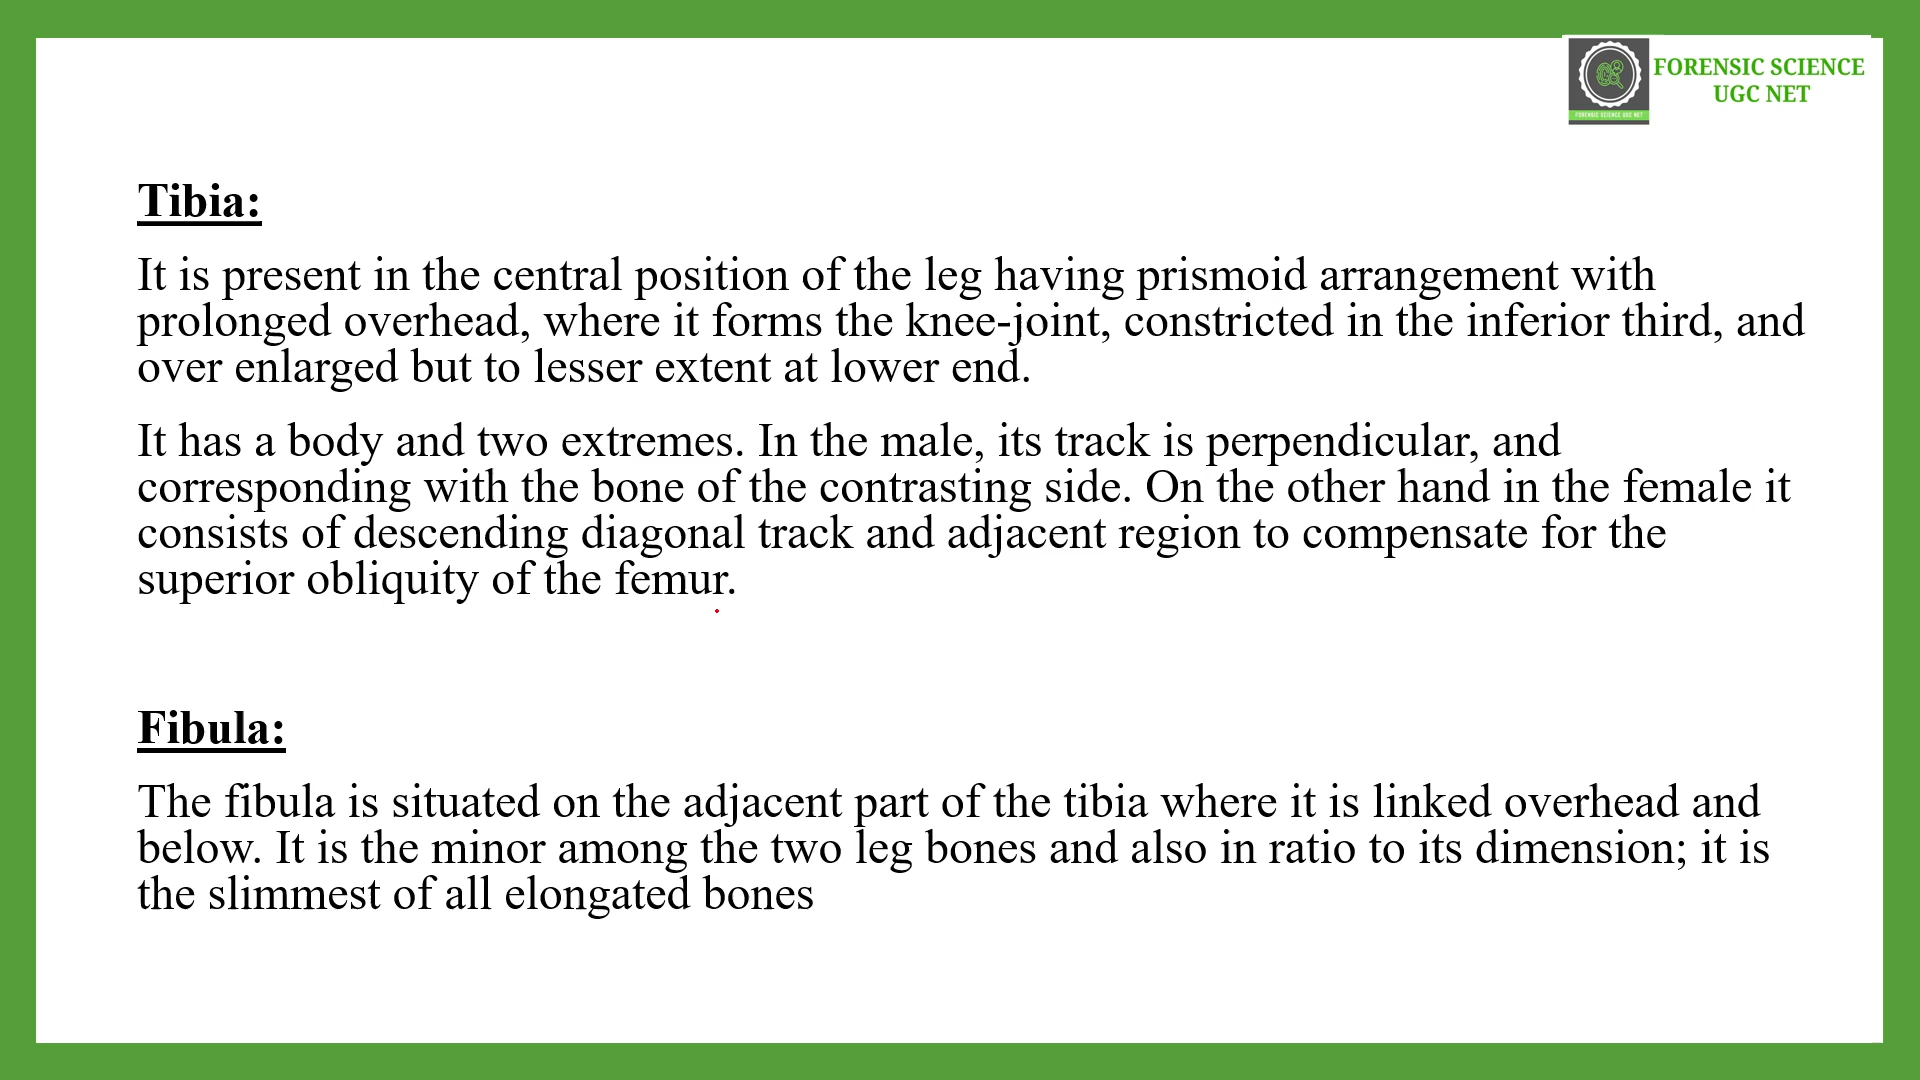 FORENSIC SCIENCE
UGC NET
FORENSIC SCIENCE UGC NET
Tibia:
It is present in the central position of the leg having prismoid arrangement with
prolonged overhead, where it forms the knee-joint, constricted in the inferior third, and
over enlarged but to lesser extent at lower end.
It has a body and two extremes. In the male, its track is perpendicular, and
corresponding with the bone of the contrasting side. On the other hand in the female it
consists of descending diagonal track and adjacent region to compensate for the
superior obliquity of the femur.
Fibula:
The fibula is situated on the adjacent part of the tibia where it is linked overhead and
below. It is the minor among the two leg bones and also in ratio to its dimension; it is
the slimmest of all elongated bones